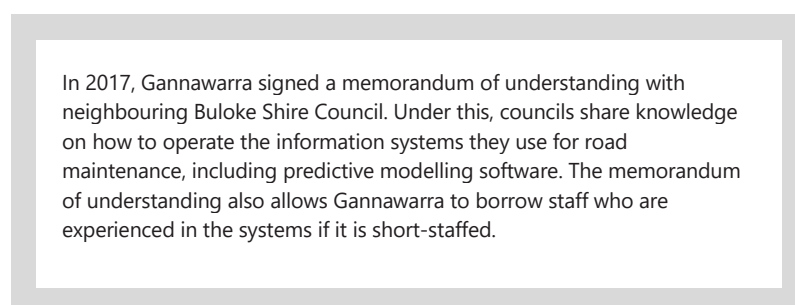 In 2017, Gannawarra signed a memorandum of understanding with
neighbouring Buloke Shire Council. Under this, councils share knowledge
on how to operate the information systems they use for road
maintenance, including predictive modelling software. The memorandum
of understanding also allows Gannawarra to borrow staff who are
experienced in the systems if it is short-staffed.